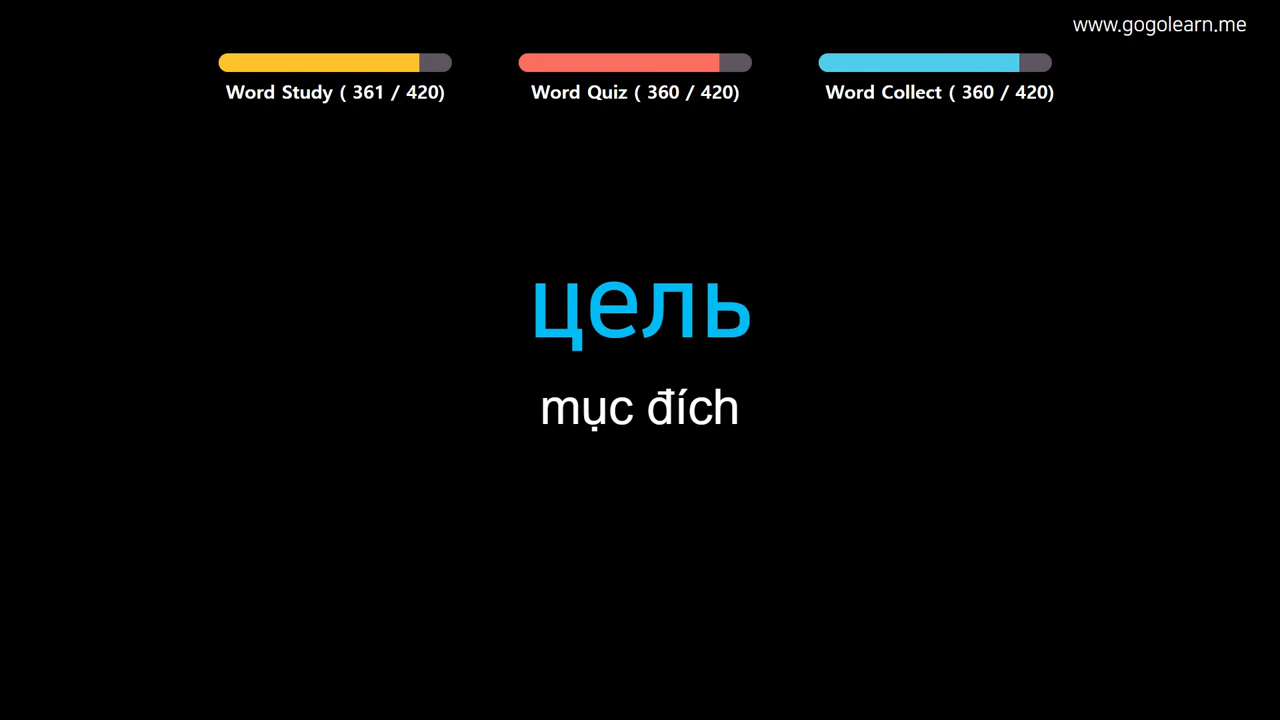 www.gogolearn.me
Word Study ( 361 / 420)
Word Quiz ( 360 / 420)
Word Collect ( 360 / 420)
цель
mục đích